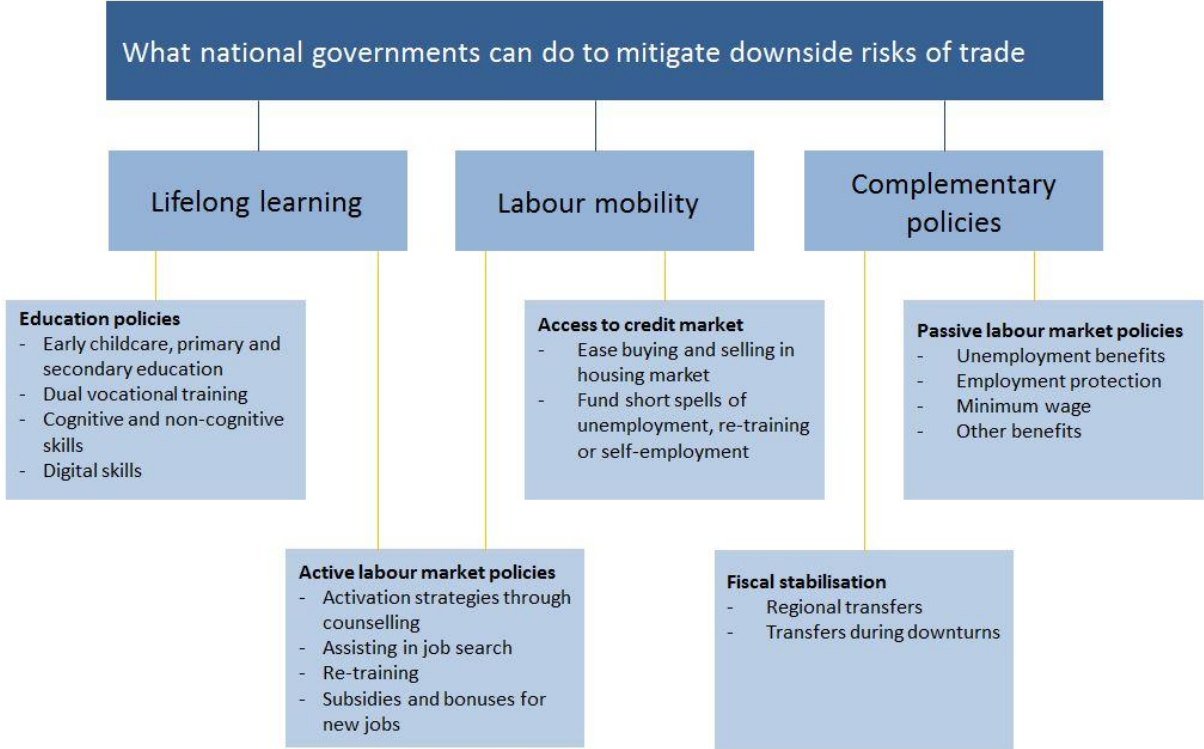 What national governments can do to mitigate downside risks of trade
Lifelong learning
Labour mobility
Complementary
policies
Education policies
- Early childcare, primary and
secondary education
- Dual vocational training
- Cognitive and non-cognitive
skills
- Digital skills
Access to credit market
- Ease buying and selling in
housing market
- Fund short spells of
unemployment, re-training
or self-employment
Passive labour market policies
- Unemployment benefits
- Employment protection
- Minimum wage
- Other benefits
Active labour market policies
- Activation strategies through
counselling
- Assisting in job search
- Re-training
- Subsidies and bonuses for
new jobs
Fiscal stabilisation
- Regional transfers
- Transfers during downturns